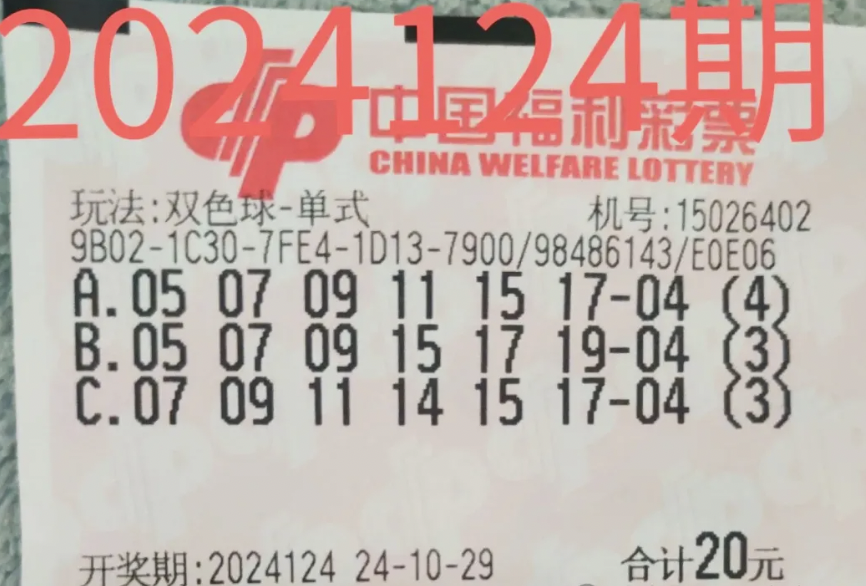 2024124期
中国福利彩票
CHINA WELFARE LOTTERY
玩法:双色球-单式 机号:15026402
9B02-1C30-7FE4-1D13-7900/98486143/E0E06
A.05 07 09 11 15 17-04 (4)
B.05 07 09 15 17 19-04 (3)
C.07 09 11 14 15 17-04 (3)
开奖期:2024124 24-10-29 合计20元